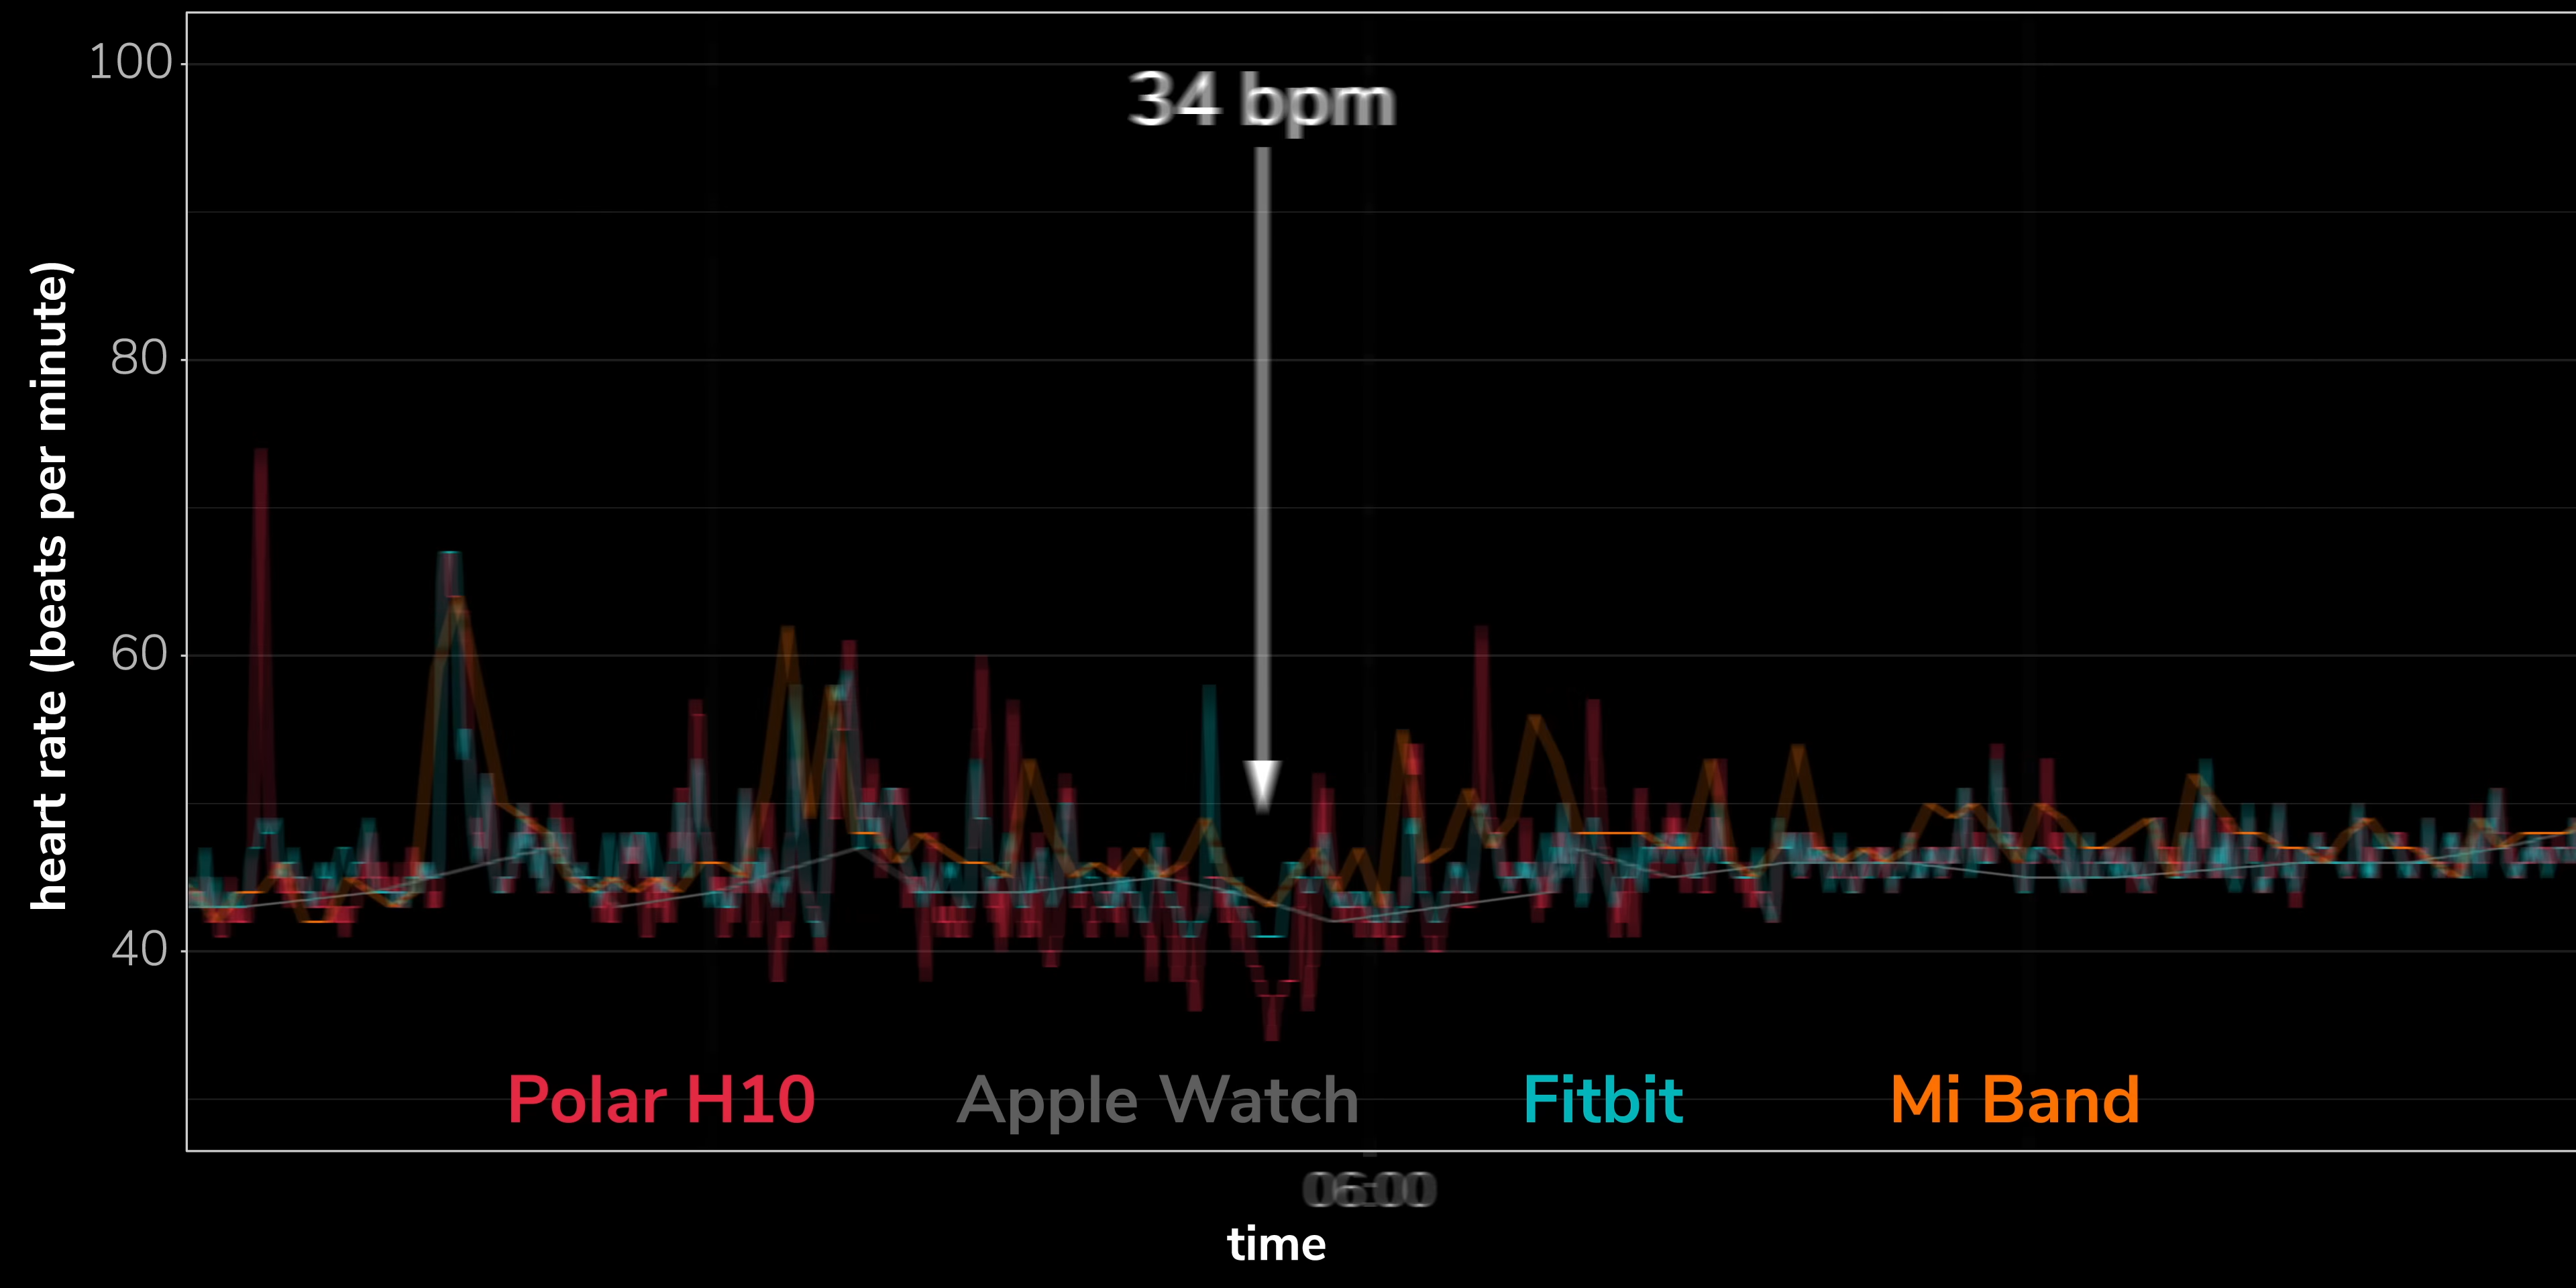 heart rate (beats per minute)
100
80
60
40
34 bpm
Polar H10 Apple Watch Fitbit Mi Band
06:00
time